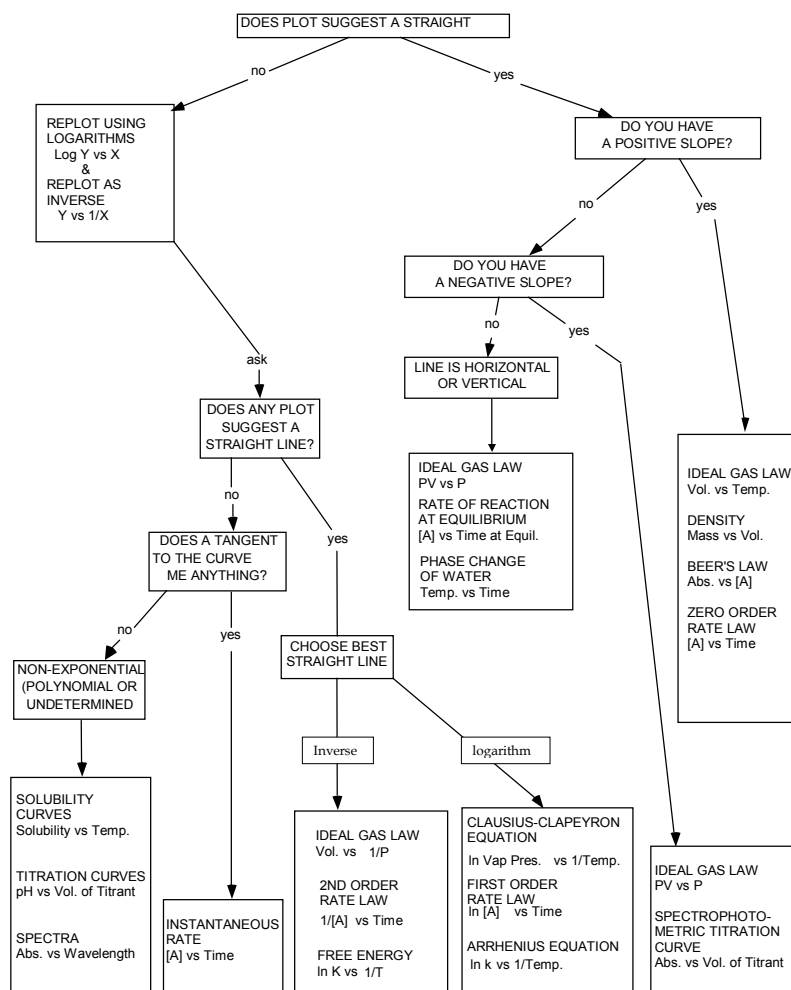 DOES PLOT SUGGEST A STRAIGHT
no
yes
REPLOT USING
LOGARITHMS
Log Y vs X
&
REPLOT AS
INVERSE
Y vs 1/X
DO YOU HAVE
A POSITIVE SLOPE?
no
yes
DO YOU HAVE
A NEGATIVE SLOPE?
no
yes
ask
LINE IS HORIZONTAL
OR VERTICAL
DOES ANY PLOT
SUGGEST A
STRAIGHT LINE?
no
yes
IDEAL GAS LAW
PV vs P
RATE OF REACTION
AT EQUILIBRIUM
[A] vs Time at Equil.
PHASE CHANGE
OF WATER
Temp. vs Time
IDEAL GAS LAW
Vol. vs Temp.
DENSITY
Mass vs Vol.
BEER'S LAW
Abs. vs [A]
ZERO ORDER
RATE LAW
[A] vs Time
DOES A TANGENT
TO THE CURVE
ME ANYTHING?
no
yes
CHOOSE BEST
STRAIGHT LINE
NON-EXPONENTIAL
(POLYNOMIAL OR
UNDETERMINED
Inverse
logarithm
SOLUBILITY
CURVES
Solubility vs Temp.
TITRATION CURVES
pH vs Vol. of Titrant
SPECTRA
Abs. vs Wavelength
INSTANTANEOUS
RATE
[A] vs Time
IDEAL GAS LAW
Vol. vs 1/P
2ND ORDER
RATE LAW
1/[A] vs Time
FREE ENERGY
ln K vs 1/T
CLAUSIUS-CLAPEYRON
EQUATION
ln Vap Pres. vs 1/Temp.
FIRST ORDER
RATE LAW
ln [A] vs Time
ARRHENIUS EQUATION
ln k vs 1/Temp.
IDEAL GAS LAW
PV vs P
SPECTROPHOTO-
METRIC TITRATION
CURVE
Abs. vs Vol. of Titrant